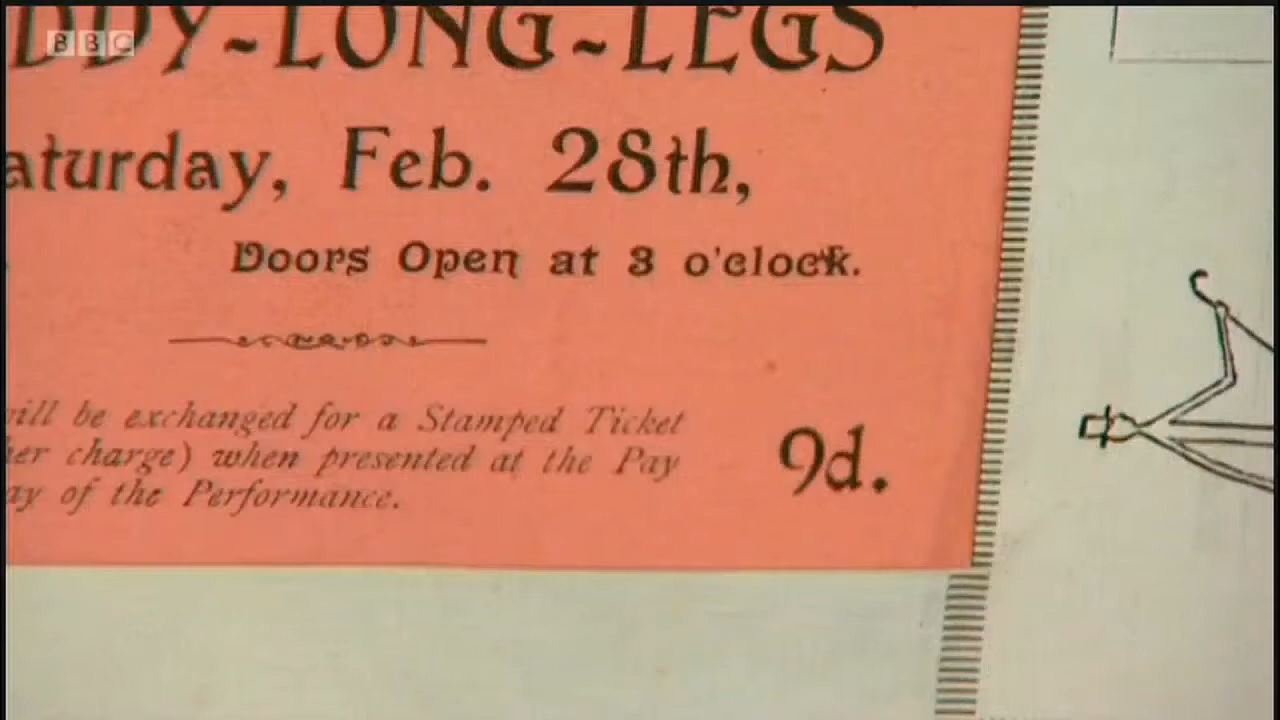 BBC
DDY-LONG-LEGS
aturday, Feb. 28th,
Doors Open at 3 o'clock.
ill be exchanged for a Stamped Ticket
her charge) when presented at the Pay
ay of the Performance.
9d.